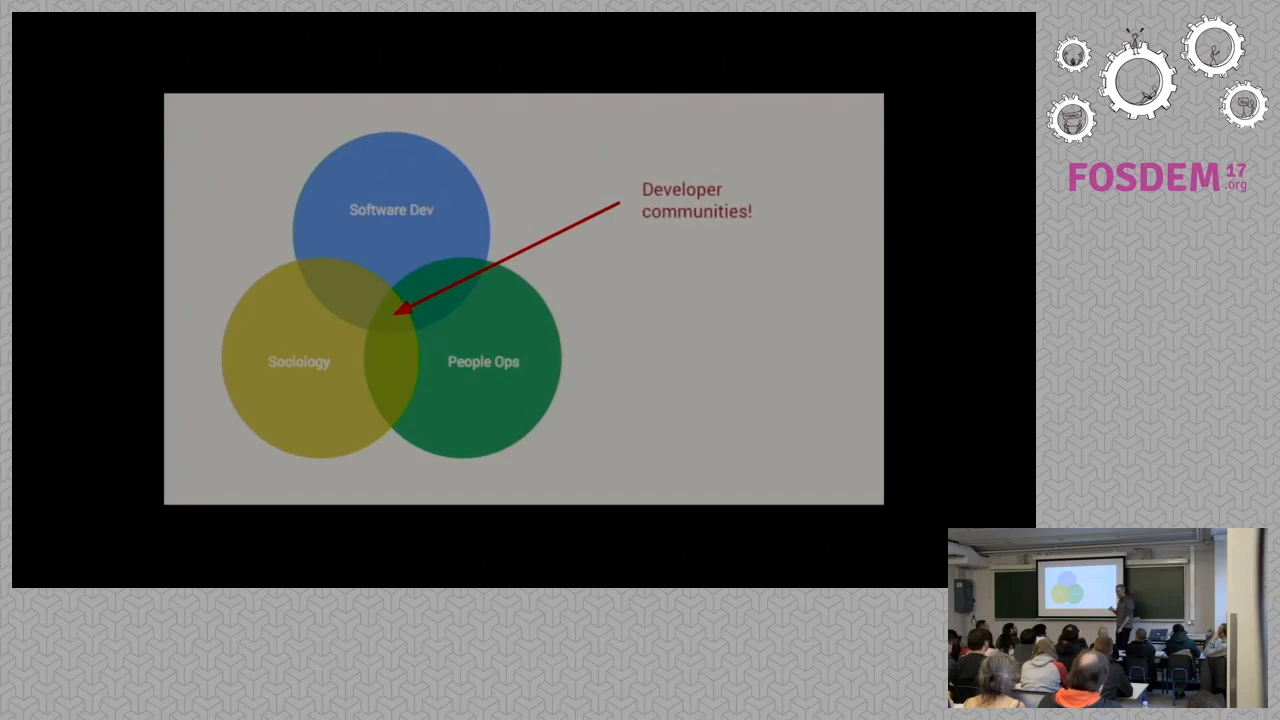 Software Dev
Developer
communities!
Sociology
People Ops
FOSDEM 17
.org